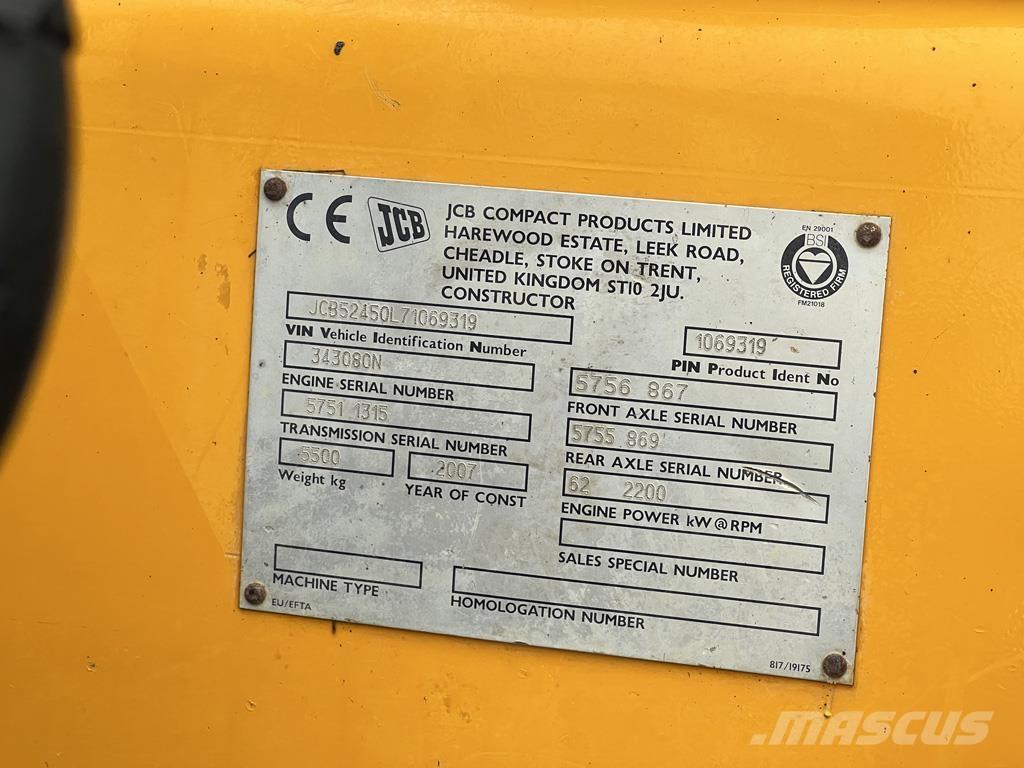 CE JCB
JCB COMPACT PRODUCTS LIMITED
HAREWOOD ESTATE, LEEK ROAD,
CHEADLE, STOKE ON TRENT,
UNITED KINGDOM ST10 2JU.
CONSTRUCTOR
EN 29001
BSI
REGISTERED FIRM
FM21018
JCB52450L71069319
VIN Vehicle Identification Number
1069319
PIN Product Ident No
343080N
ENGINE SERIAL NUMBER
5756 867
FRONT AXLE SERIAL NUMBER
5751 1315
TRANSMISSION SERIAL NUMBER
5755 869
REAR AXLE SERIAL NUMBER
5500
Weight kg
2007
YEAR OF CONST
62 2200
ENGINE POWER kW @ RPM
SALES SPECIAL NUMBER
MACHINE TYPE
HOMOLOGATION NUMBER
EU/EFTA
817/19175
MASCUS